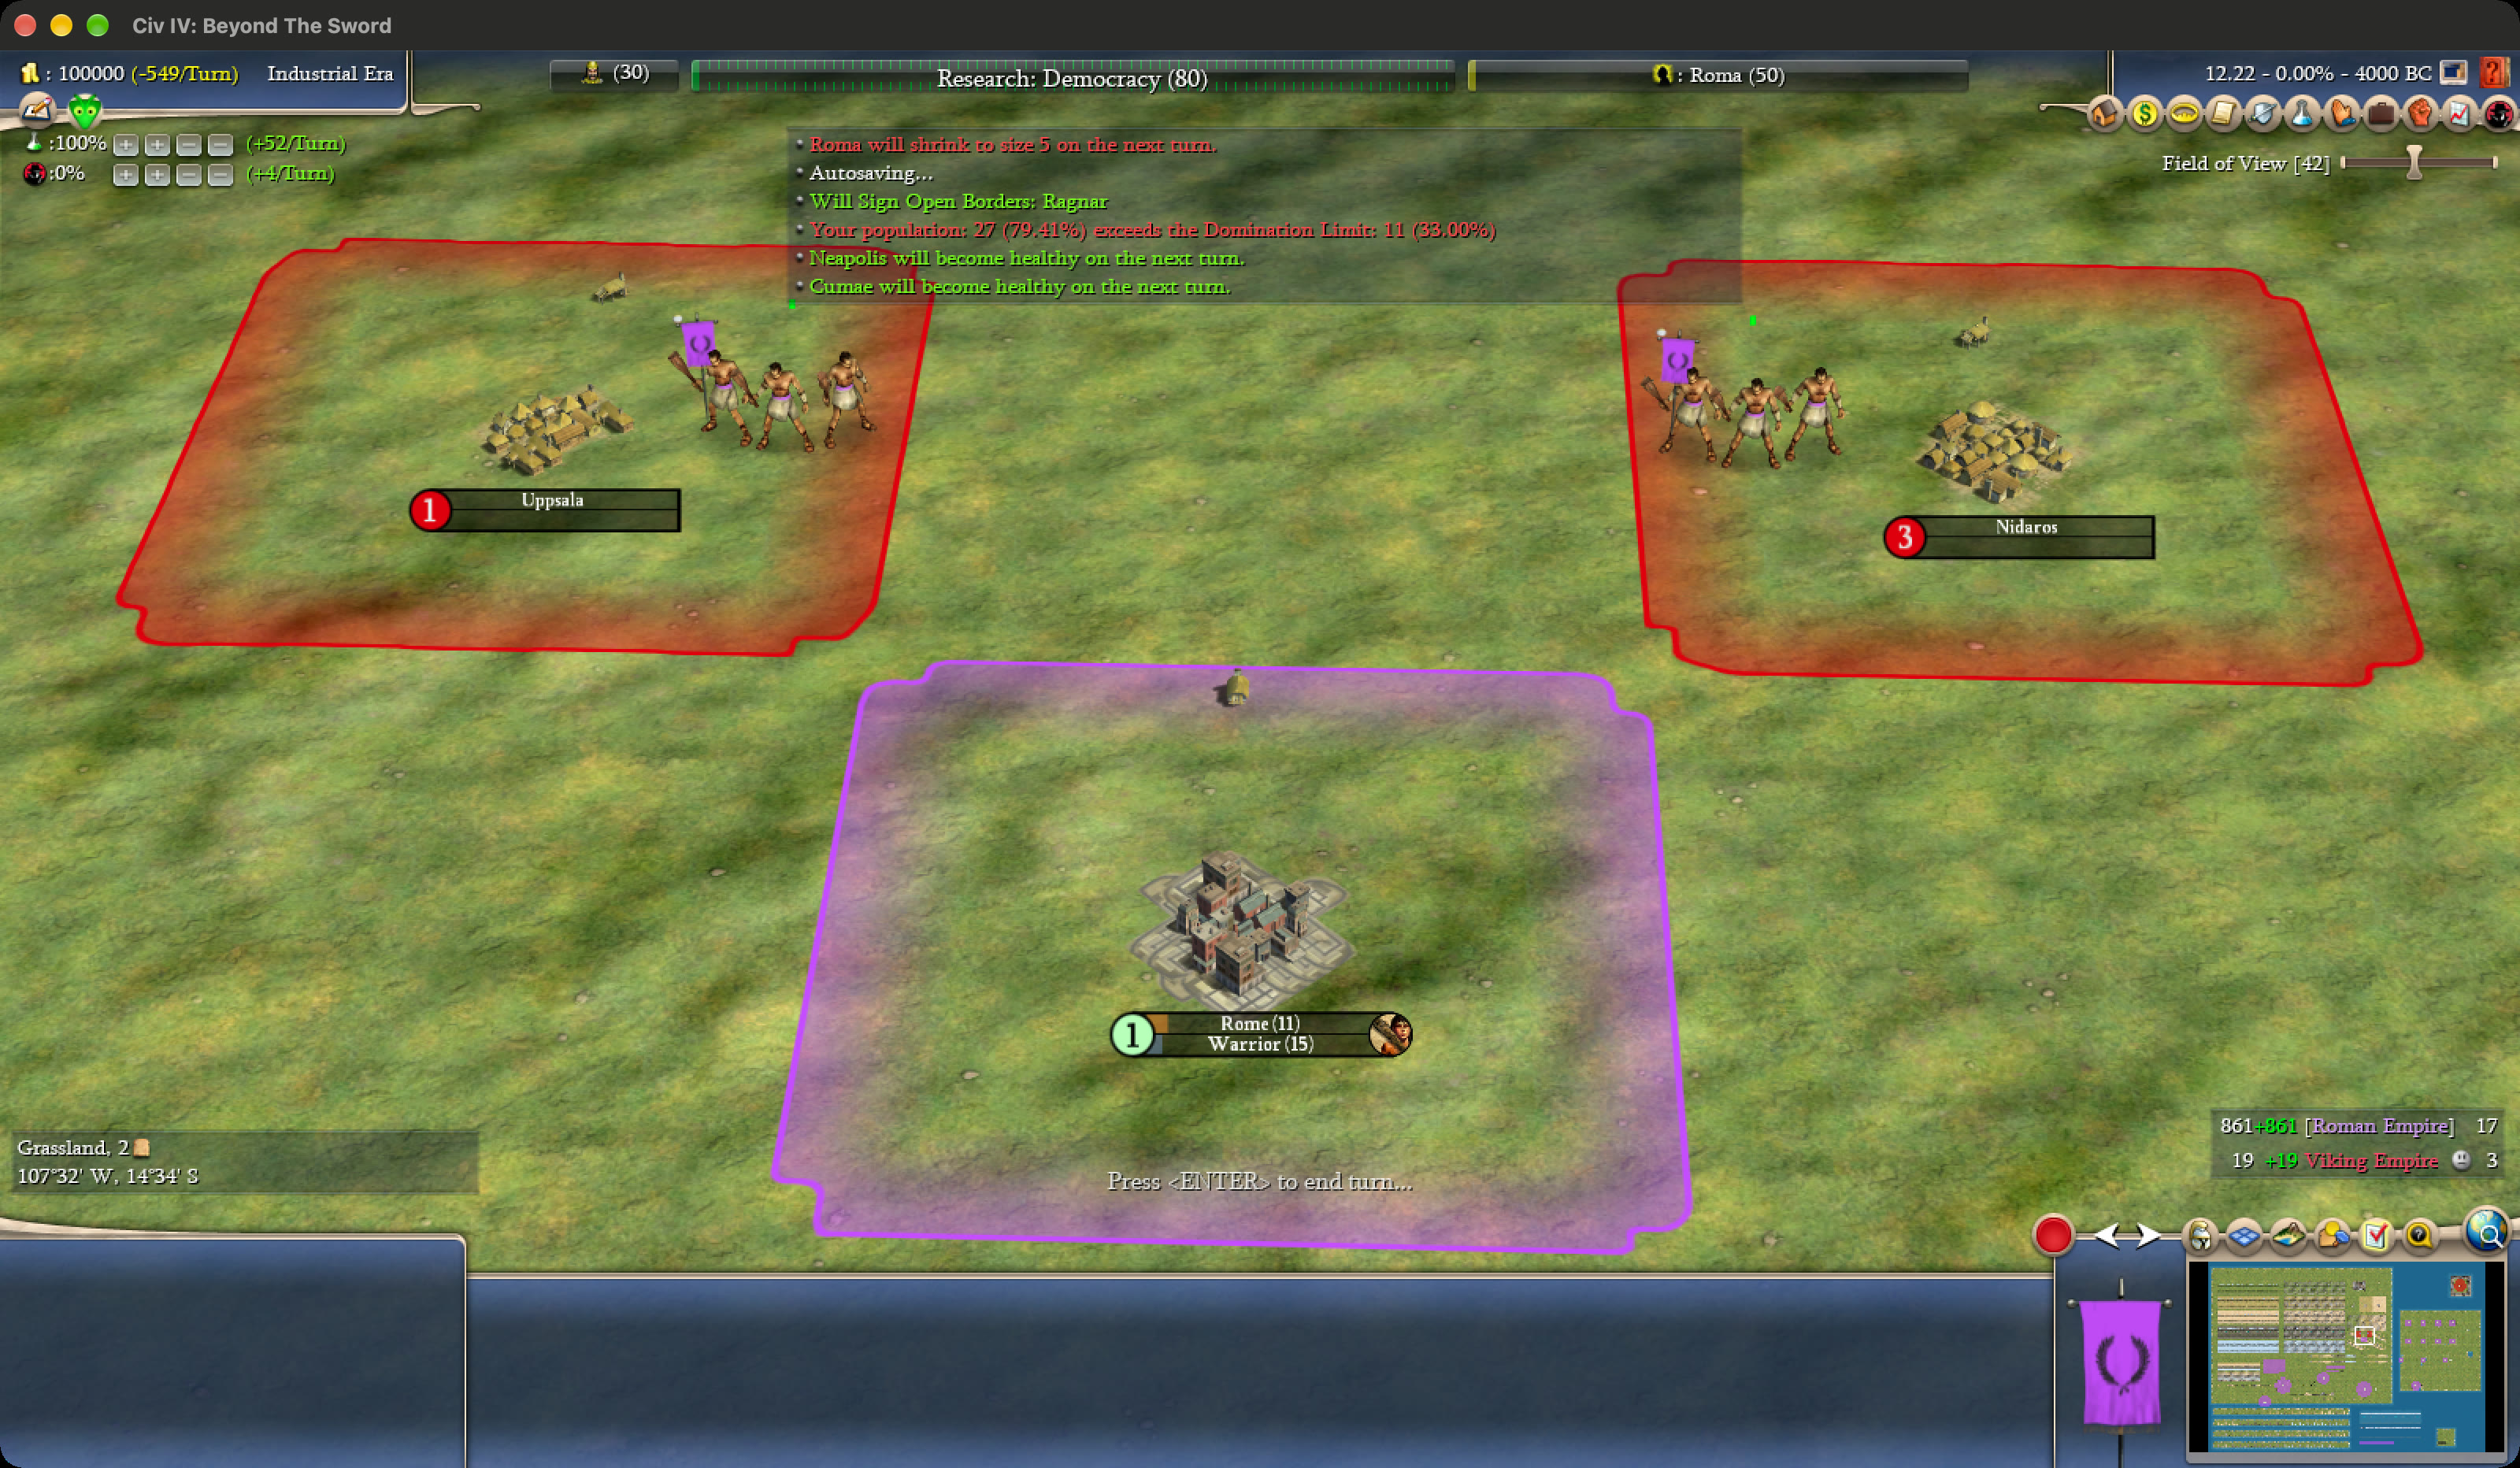 Civ IV: Beyond The Sword
: 100000 (-549/Turn) Industrial Era
(30)
Research: Democracy (80)
: Roma (50)
12.22 - 0.00% - 4000 BC
:100% (+52/Turn)
:0% (+4/Turn)
Field of View [42]
Roma will shrink to size 5 on the next turn.
Autosaving...
Will Sign Open Borders: Ragnar
Your population: 27 (79.41%) exceeds the Domination Limit: 11 (33.00%)
Neapolis will become healthy on the next turn.
Cumae will become healthy on the next turn.
1 Uppsala
3 Nidaros
1 Rome (11)
Warrior (15)
Press <ENTER> to end turn...
Grassland, 2
107°32' W, 14°34' S
861+861 [Roman Empire] 17
19 +19 Viking Empire 3